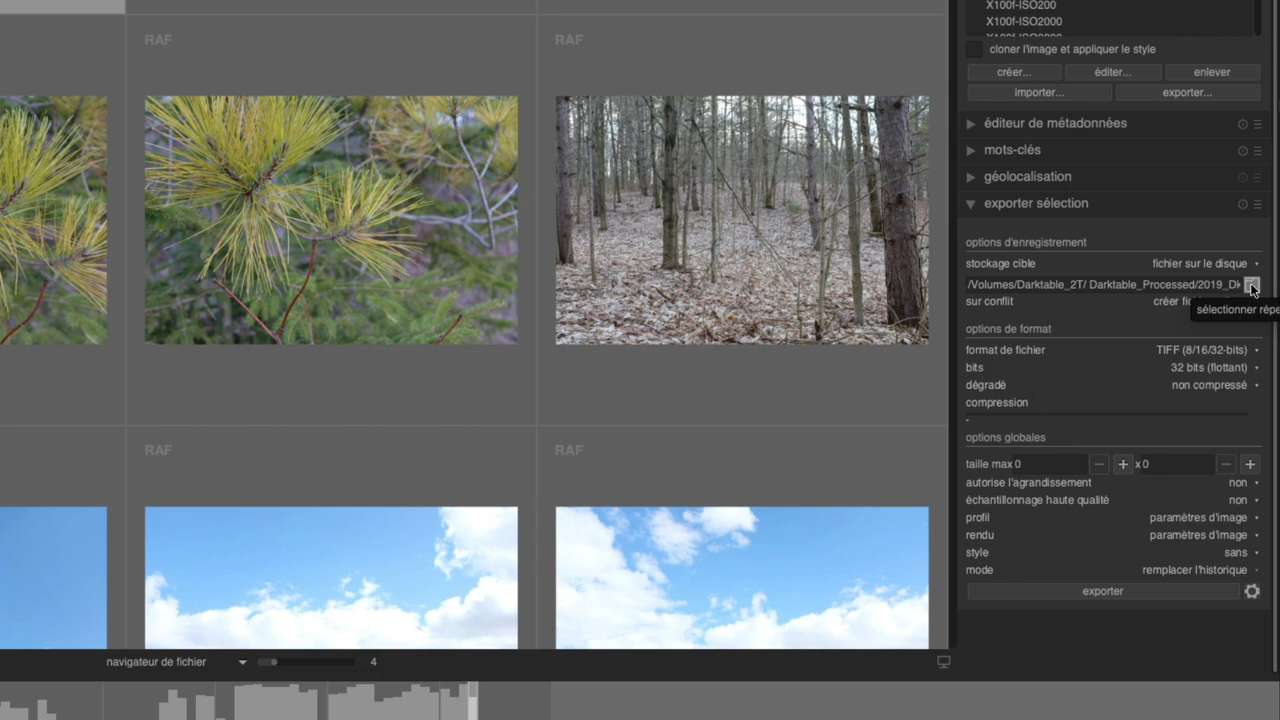 X100f-ISO200
X100f-ISO2000
cloner l'image et appliquer le style
créer... éditer... enlever
importer... exporter...
éditeur de métadonnées
mots-clés
géolocalisation
exporter sélection
options d'enregistrement
stockage cible fichier sur le disque
/Volumes/Darktable_2T/ Darktable_Processed/2019_Dk
sur conflit créer
sélectionner répe
options de format
format de fichier TIFF (8/16/32-bits)
bits 32 bits (flottant)
dégradé non compressé
compression
-
options globales
taille max 0 x 0
autorise l'agrandissement non
échantillonnage haute qualité non
profil paramètres d'image
rendu paramètres d'image
style sans
mode remplacer l'historique
exporter
RAF RAF
RAF RAF
navigateur de fichier 4